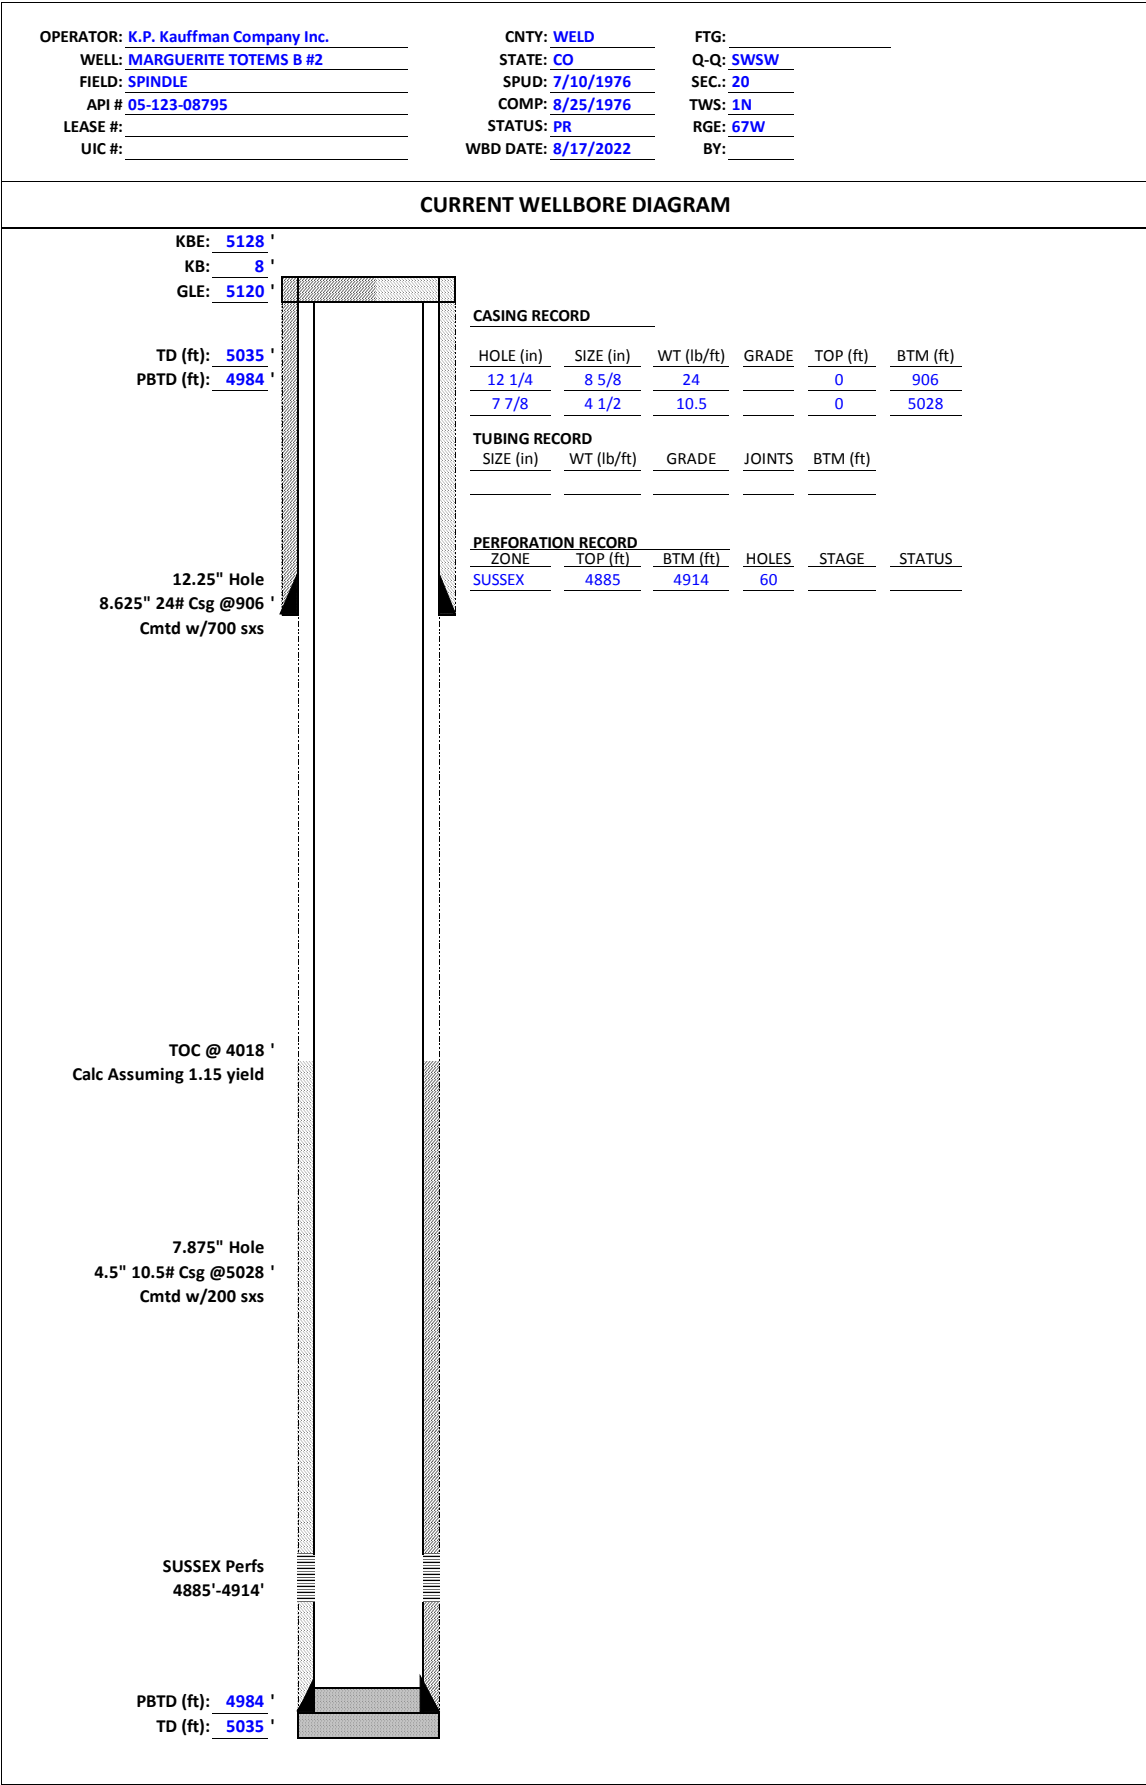 OPERATOR: K.P. Kauffman Company Inc. CNTY: WELD FTG:
WELL: MARGUERITE TOTEMS B #2 STATE: CO Q-Q: SWSW
FIELD: SPINDLE SPUD: 7/10/1976 SEC.: 20
API # 05-123-08795 COMP: 8/25/1976 TWS: 1N
LEASE #: STATUS: PR RGE: 67W
UIC #: WBD DATE: 8/17/2022 BY:
CURRENT WELLBORE DIAGRAM
KBE: 5128 '
KB: 8 '
GLE: 5120 '
CASING RECORD
TD (ft): 5035 ' HOLE (in) SIZE (in) WT (lb/ft) GRADE TOP (ft) BTM (ft)
PBTD (ft): 4984 ' 12 1/4 8 5/8 24 0 906
7 7/8 4 1/2 10.5 0 5028
TUBING RECORD
SIZE (in) WT (lb/ft) GRADE JOINTS BTM (ft)
PERFORATION RECORD
ZONE TOP (ft) BTM (ft) HOLES STAGE STATUS
12.25" Hole SUSSEX 4885 4914 60
8.625" 24# Csg @906 '
Cmtd w/700 sxs
TOC @ 4018 '
Calc Assuming 1.15 yield
7.875" Hole
4.5" 10.5# Csg @5028 '
Cmtd w/200 sxs
SUSSEX Perfs
4885'-4914'
PBTD (ft): 4984 '
TD (ft): 5035 '